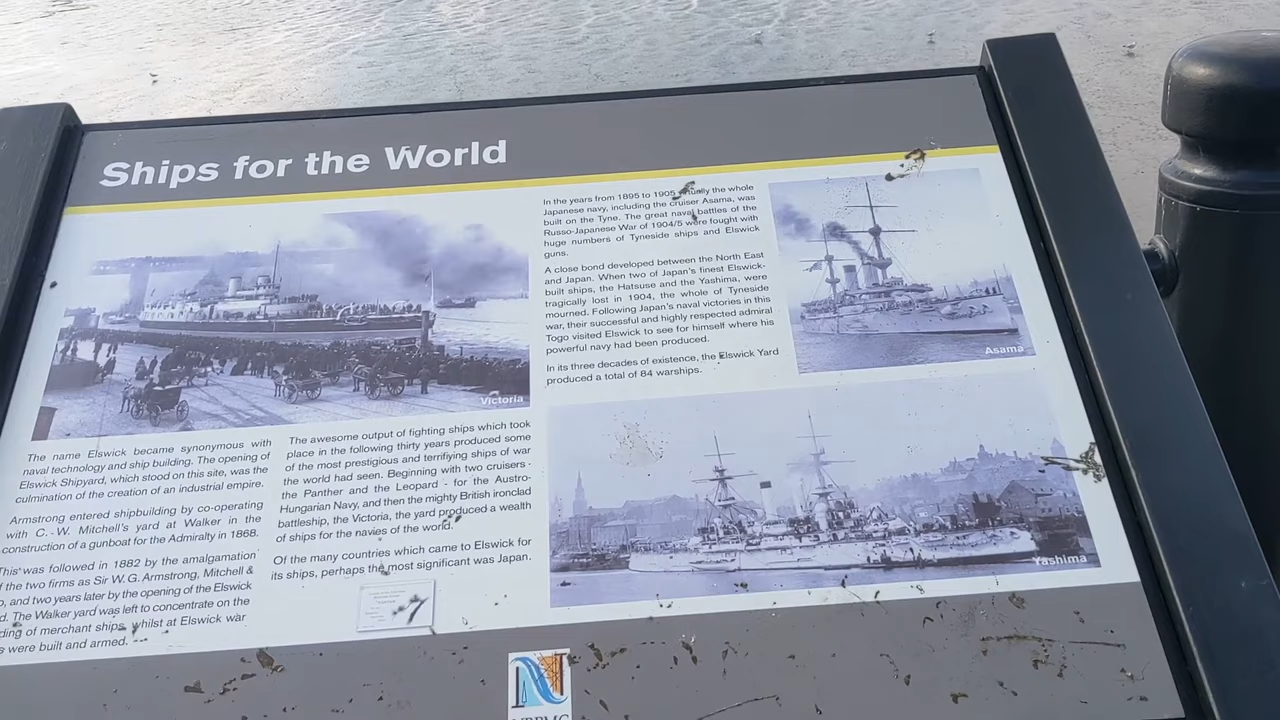 Ships for the World
Victoria
The name Elswick became synonymous with
naval technology and ship building. The opening of
Elswick Shipyard, which stood on this site, was the
culmination of the creation of an industrial empire.
Armstrong entered shipbuilding by co-operating
with C.-W. Mitchell's yard at Walker in the
construction of a gunboat for the Admiralty in 1868.
This was followed in 1882 by the amalgamation
f the two firms as Sir W.G. Armstrong, Mitchell &
o, and two years later by the opening of the Elswick
d. The Walker yard was left to concentrate on the
ding of merchant ships, whilst at Elswick war
s were built and armed.
The awesome output of fighting ships which took
place in the following thirty years produced some
of the most prestigious and terrifying ships of war
the world had seen. Beginning with two cruisers -
the Panther and the Leopard - for the Austro-
Hungarian Navy, and then the mighty British ironclad
battleship, the Victoria, the yard produced a wealth
of ships for the navies of the world.
Of the many countries which came to Elswick for
its ships, perhaps the most significant was Japan.
In the years from 1895 to 1905 virtually the whole
Japanese navy, including the cruiser Asama, was
built on the Tyne. The great naval battles of the
Russo-Japanese War of 1904/5 were fought with
huge numbers of Tyneside ships and Elswick
guns.
A close bond developed between the North East
and Japan. When two of Japan's finest Elswick-
built ships, the Hatsuse and the Yashima, were
tragically lost in 1904, the whole of Tyneside
mourned. Following Japan's naval victories in this
war, their successful and highly respected admiral
Togo visited Elswick to see for himself where his
powerful navy had been produced.
In its three decades of existence, the Elswick Yard
produced a total of 84 warships.
Asama
Yashima